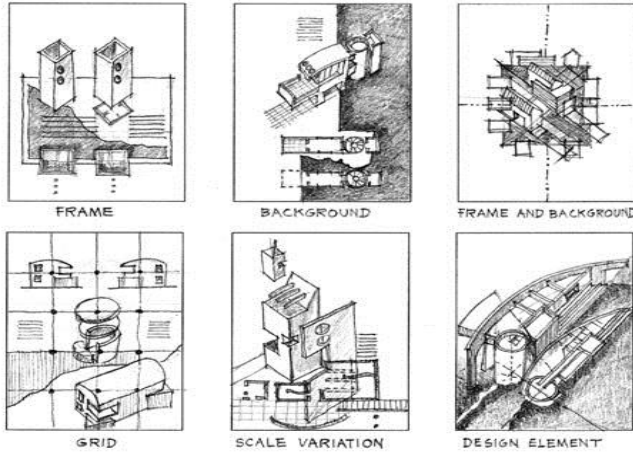 FRAME
BACKGROUND
FRAME AND BACKGROUND
GRID
SCALE VARIATION
DESIGN ELEMENT